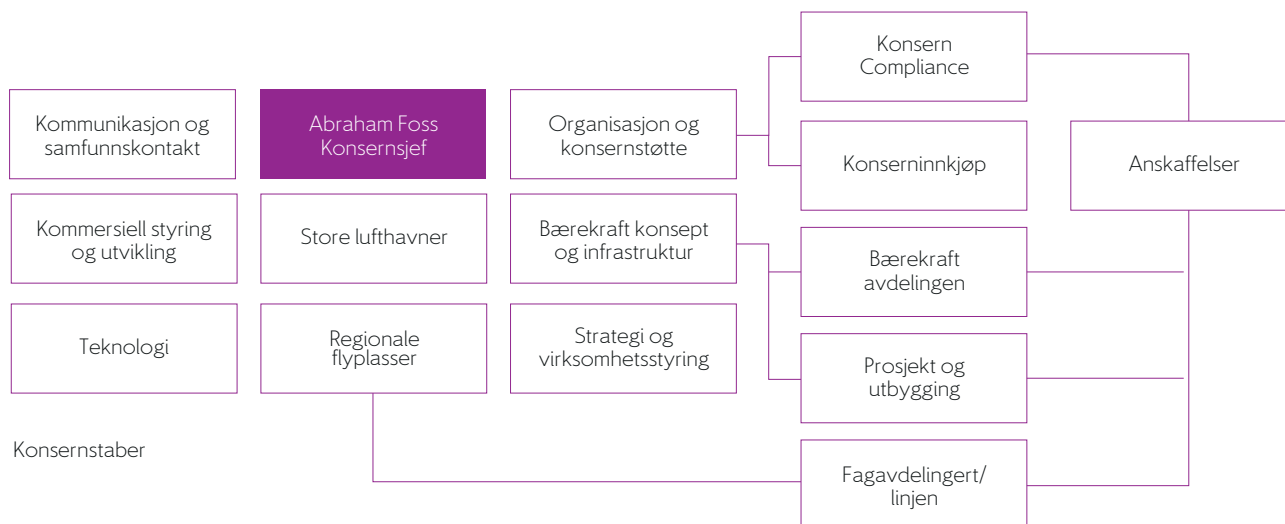 Konsern
Compliance
Kommunikasjon og
samfunnskontakt
Abraham Foss
Konsernsjef
Organisasjon og
konsernstøtte
Konserninnkjøp
Anskaffelser
Kommersiell styring
og utvikling
Store lufthavner
Bærekraft konsept
og infrastruktur
Bærekraft
avdelingen
Teknologi
Regionale
flyplasser
Strategi og
virksomhetsstyring
Prosjekt og
utbygging
Konsernstaber
Fagavdelingert/
linjen